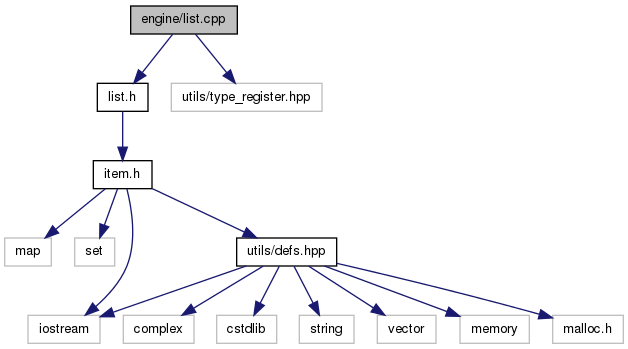 engine/list.cpp
list.h
utils/type_register.hpp
item.h
map
set
utils/defs.hpp
iostream
complex
cstdlib
string
vector
memory
malloc.h